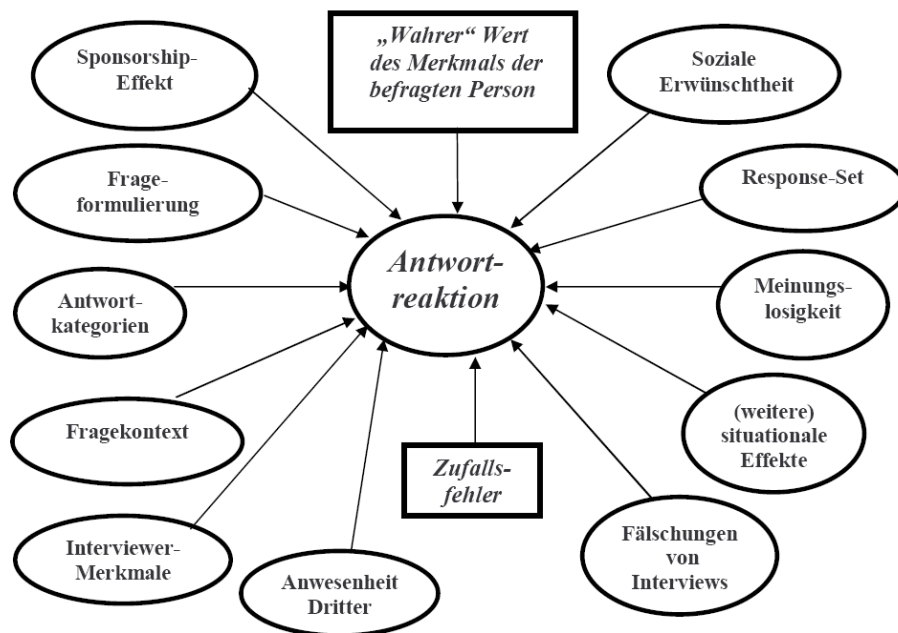 Sponsorship-
Effekt
„Wahrer“ Wert
des Merkmals der
befragten Person
Soziale
Erwünschtheit
Frage-
formulierung
Response-Set
Antwort-
reaktion
Antwort-
kategorien
Meinungs-
losigkeit
Fragekontext
(weitere)
situationale
Effekte
Zufalls-
fehler
Interviewer-
Merkmale
Anwesenheit
Dritter
Fälschungen
von
Interviews